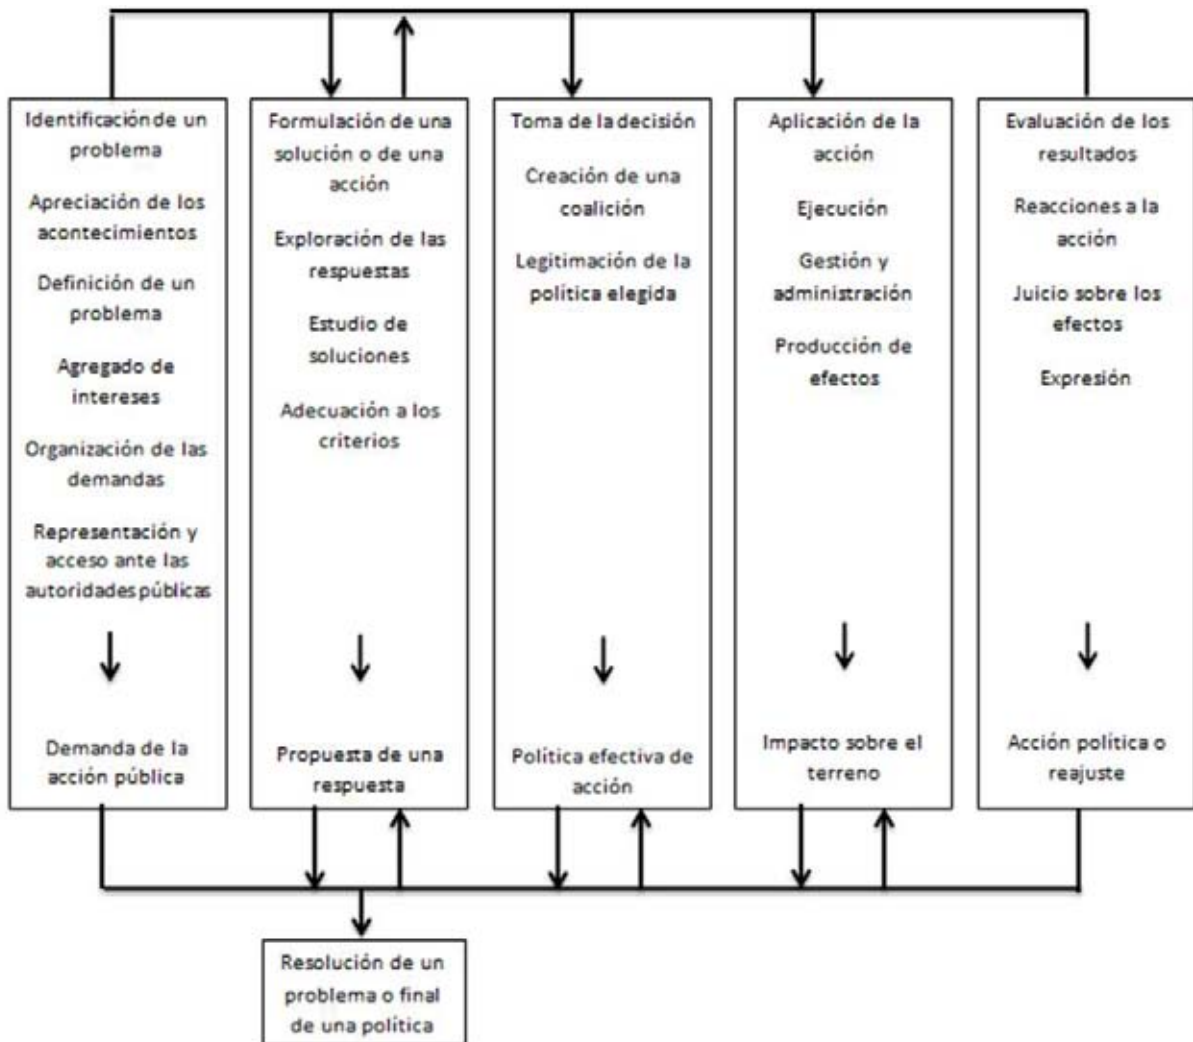 Identificación de un
problema
Apreciación de los
acontecimientos
Definición de un
problema
Agregado de
intereses
Organización de las
demandas
Representación y
acceso ante las
autoridades públicas
Demanda de la
acción pública
Formulación de una
solución o de una
acción
Exploración de las
respuestas
Estudio de
soluciones
Adecuación a los
criterios
Propuesta de una
respuesta
Toma de la decisión
Creación de una
coalición
Legitimación de la
política elegida
Política efectiva de
acción
Aplicación de la
acción
Ejecución
Gestión y
administración
Producción de
efectos
Impacto sobre el
terreno
Evaluación de los
resultados
Reacciones a la
acción
Juicio sobre los
efectos
Expresión
Acción política o
reajuste
Resolución de un
problema o final
de una política